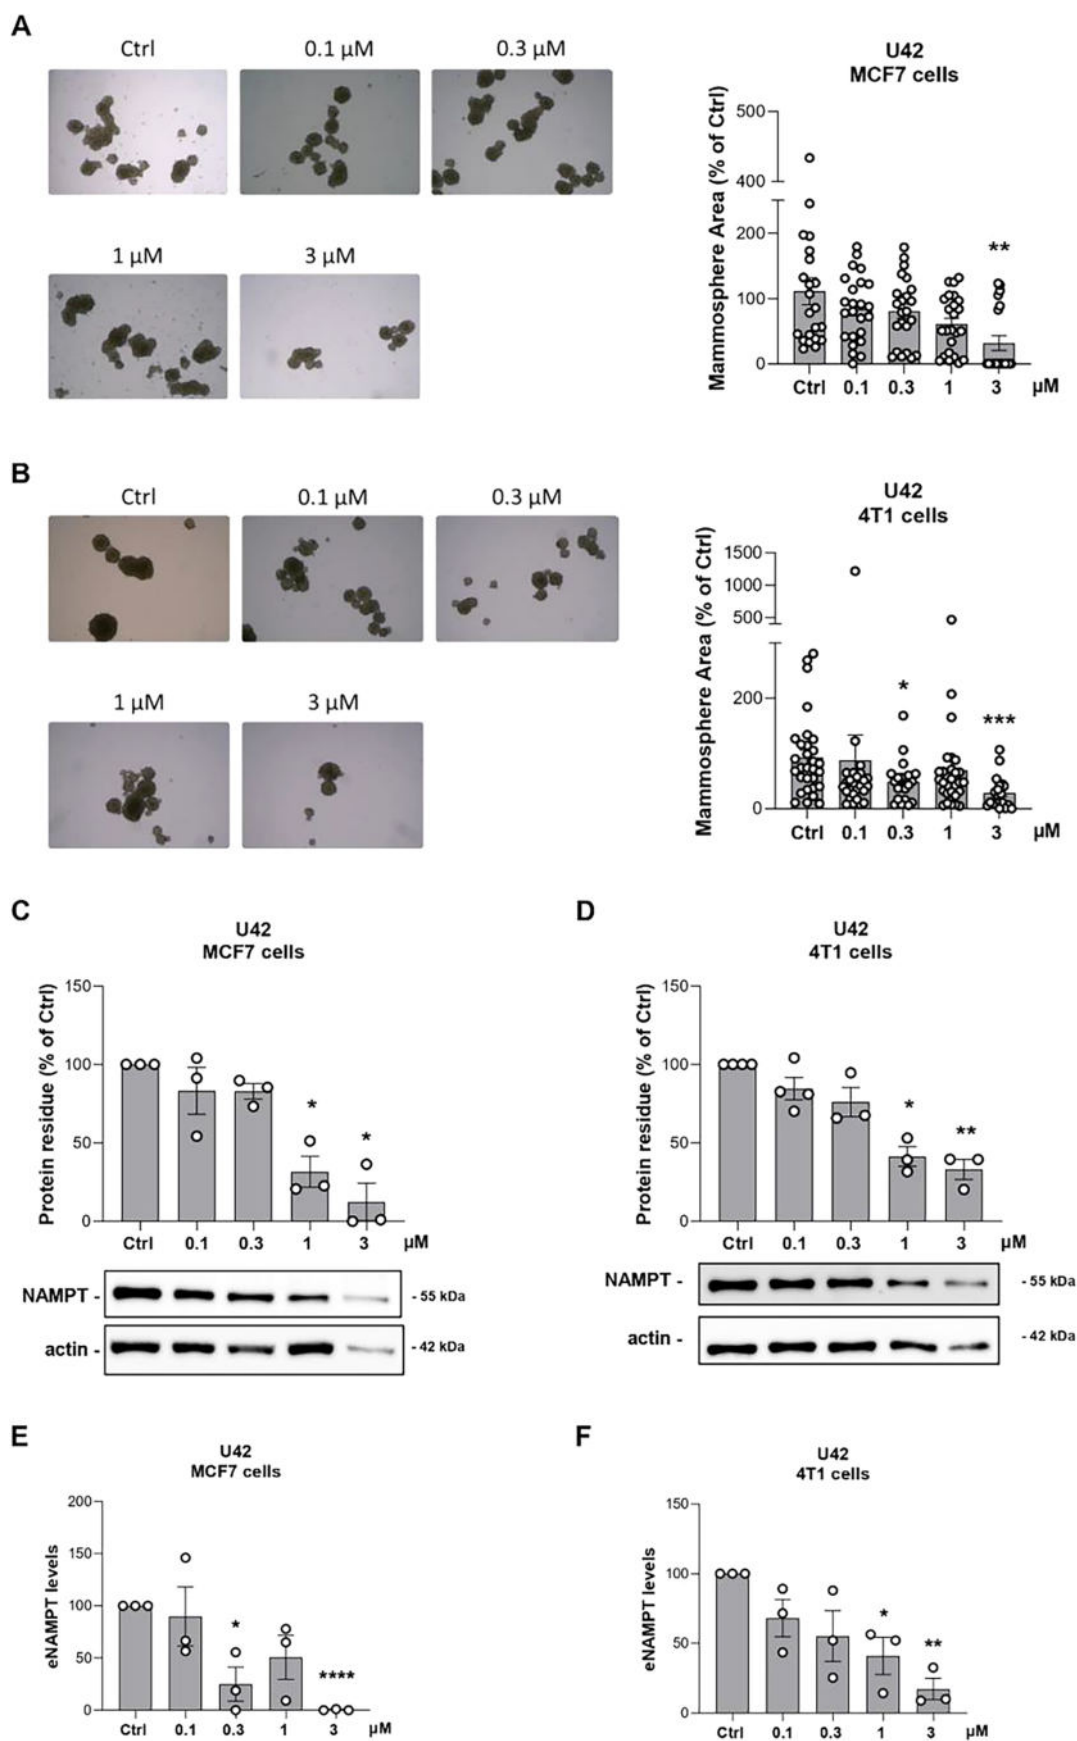 A
Ctrl
0.1 µM
0.3 µM
1 µM
3 µM
U42
MCF7 cells
Mammosphere Area (% of Ctrl)
500
400
200
100
0
**
Ctrl
0.1
0.3
1
3
µM
B
Ctrl
0.1 µM
0.3 µM
1 µM
3 µM
U42
4T1 cells
Mammosphere Area (% of Ctrl)
1500
1000
500
200
0
*
***
Ctrl
0.1
0.3
1
3
µM
C
U42
MCF7 cells
Protein residue (% of Ctrl)
150
100
50
0
*
*
Ctrl
0.1
0.3
1
3
µM
NAMPT -
- 55 kDa
actin -
- 42 kDa
D
U42
4T1 cells
Protein residue (% of Ctrl)
150
100
50
0
*
**
Ctrl
0.1
0.3
1
3
µM
NAMPT -
- 55 kDa
actin -
- 42 kDa
E
U42
MCF7 cells
eNAMPT levels
200
150
100
50
0
*
****
Ctrl
0.1
0.3
1
3
µM
F
U42
4T1 cells
eNAMPT levels
150
100
50
0
*
**
Ctrl
0.1
0.3
1
3
µM